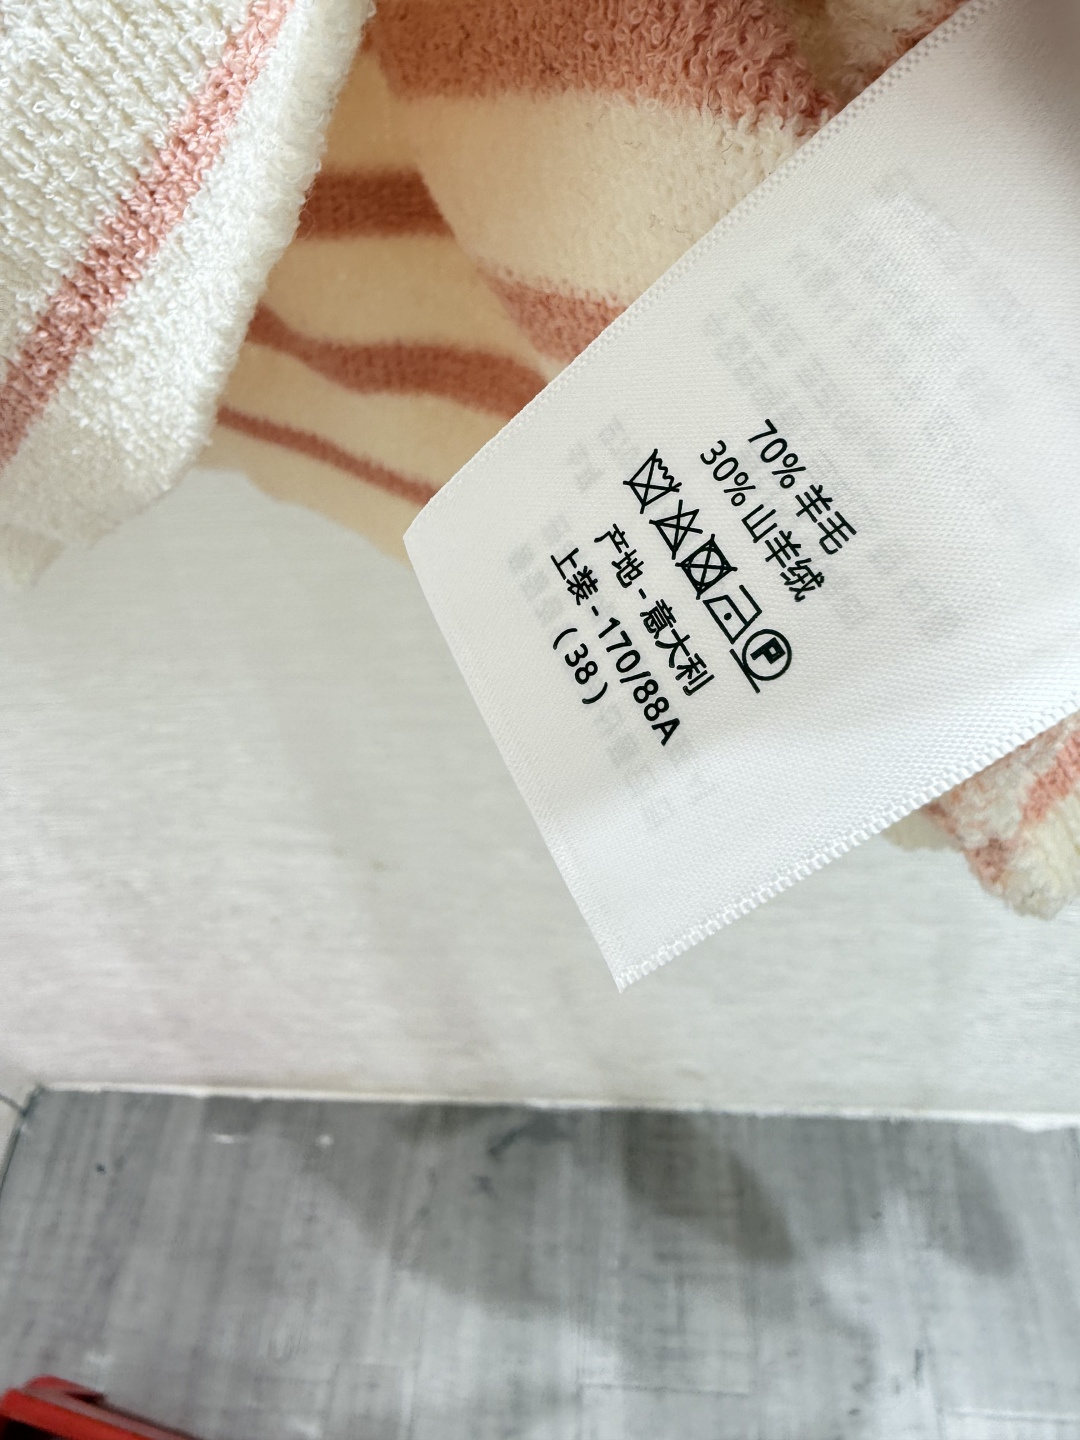 70% 羊毛
30% 山羊绒
P
产地 - 意大利
上装 - 170/88A
(38)